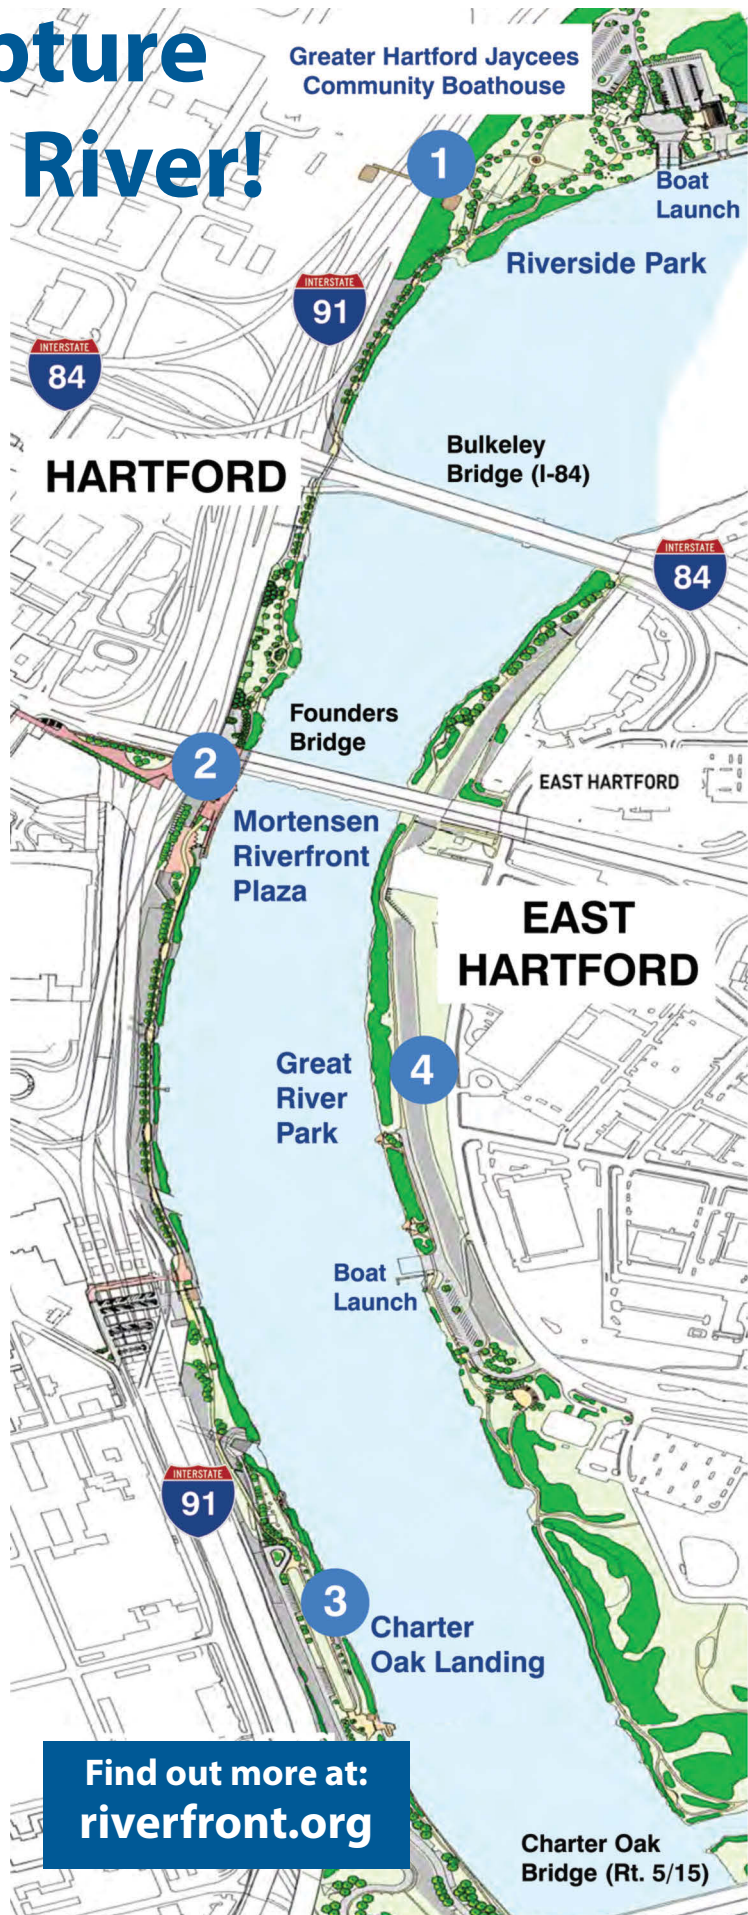 River!
Greater Hartford Jaycees
Community Boathouse
1
Boat
Launch
Riverside Park
INTERSTATE
91
INTERSTATE
84
HARTFORD
Bulkeley
Bridge (I-84)
INTERSTATE
84
Founders
Bridge
2
EAST HARTFORD
Mortensen
Riverfront
Plaza
EAST
HARTFORD
Great
River
Park
4
Boat
Launch
INTERSTATE
91
3
Charter
Oak Landing
Find out more at:
riverfront.org
Charter Oak
Bridge (Rt. 5/15)